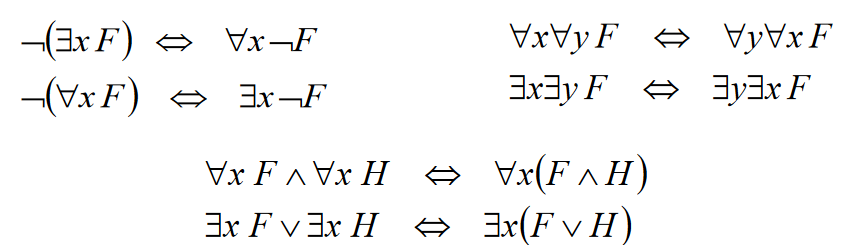 ¬(∃x F) ⇔ ∀x¬F
¬(∀x F) ⇔ ∃x¬F
∀x∀y F ⇔ ∀y∀x F
∃x∃y F ⇔ ∃y∃x F
∀x F ∧ ∀x H ⇔ ∀x(F ∧ H)
∃x F ∨ ∃x H ⇔ ∃x(F ∨ H)